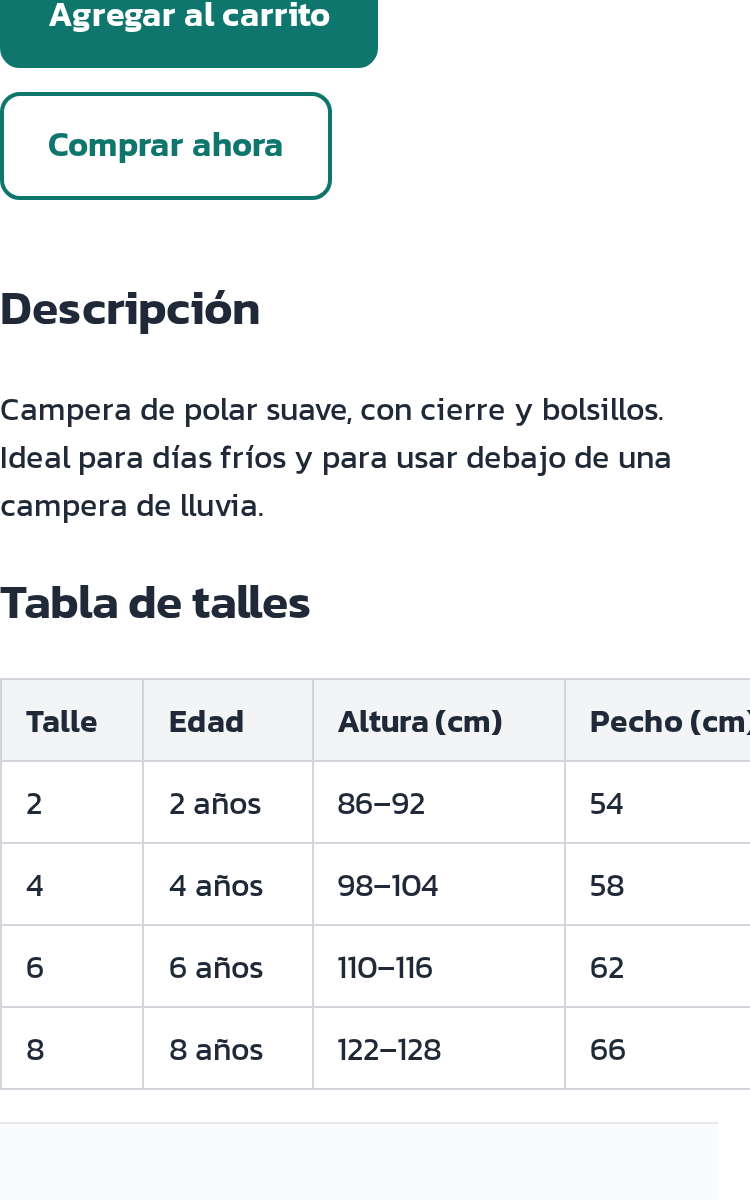 Agregar al carrito
Comprar ahora
Descripción
Campera de polar suave, con cierre y bolsillos.
Ideal para días fríos y para usar debajo de una
campera de lluvia.
Tabla de talles
Talle Edad Altura (cm) Pecho (cm)
2 2 años 86–92 54
4 4 años 98–104 58
6 6 años 110–116 62
8 8 años 122–128 66